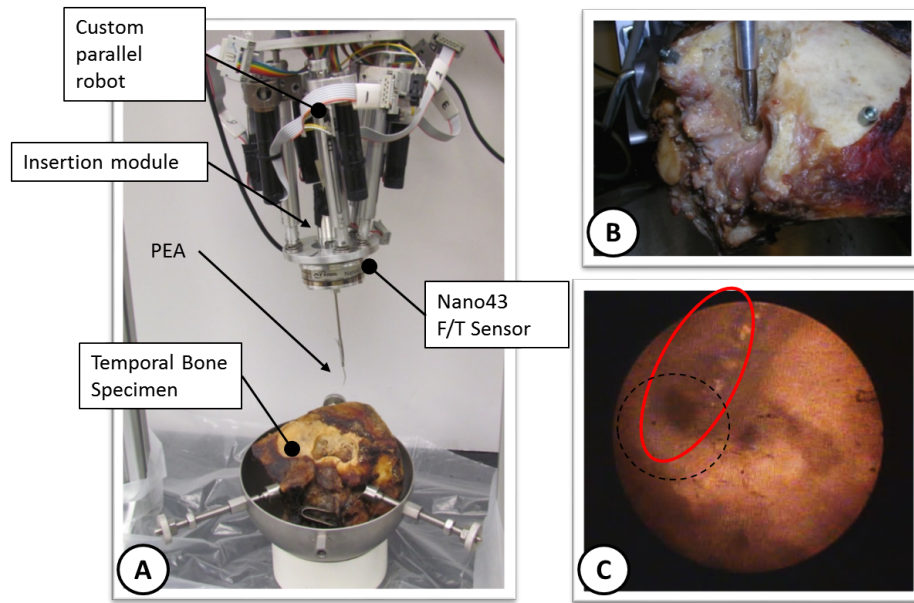 Custom
parallel
robot
Insertion module
PEA
Nano43
F/T Sensor
Temporal Bone
Specimen
A
B
C